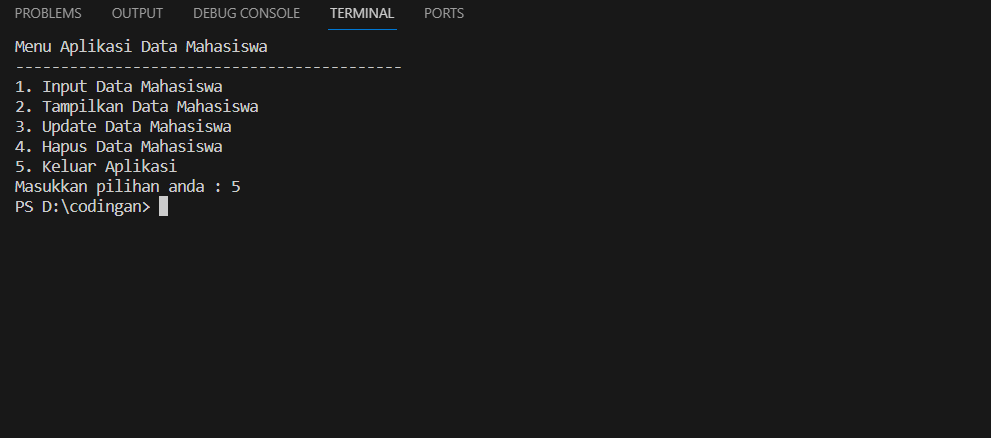 PROBLEMS OUTPUT DEBUG CONSOLE TERMINAL PORTS
Menu Aplikasi Data Mahasiswa
-------------------------------------------
1. Input Data Mahasiswa
2. Tampilkan Data Mahasiswa
3. Update Data Mahasiswa
4. Hapus Data Mahasiswa
5. Keluar Aplikasi
Masukkan pilihan anda : 5
PS D:\codingan>